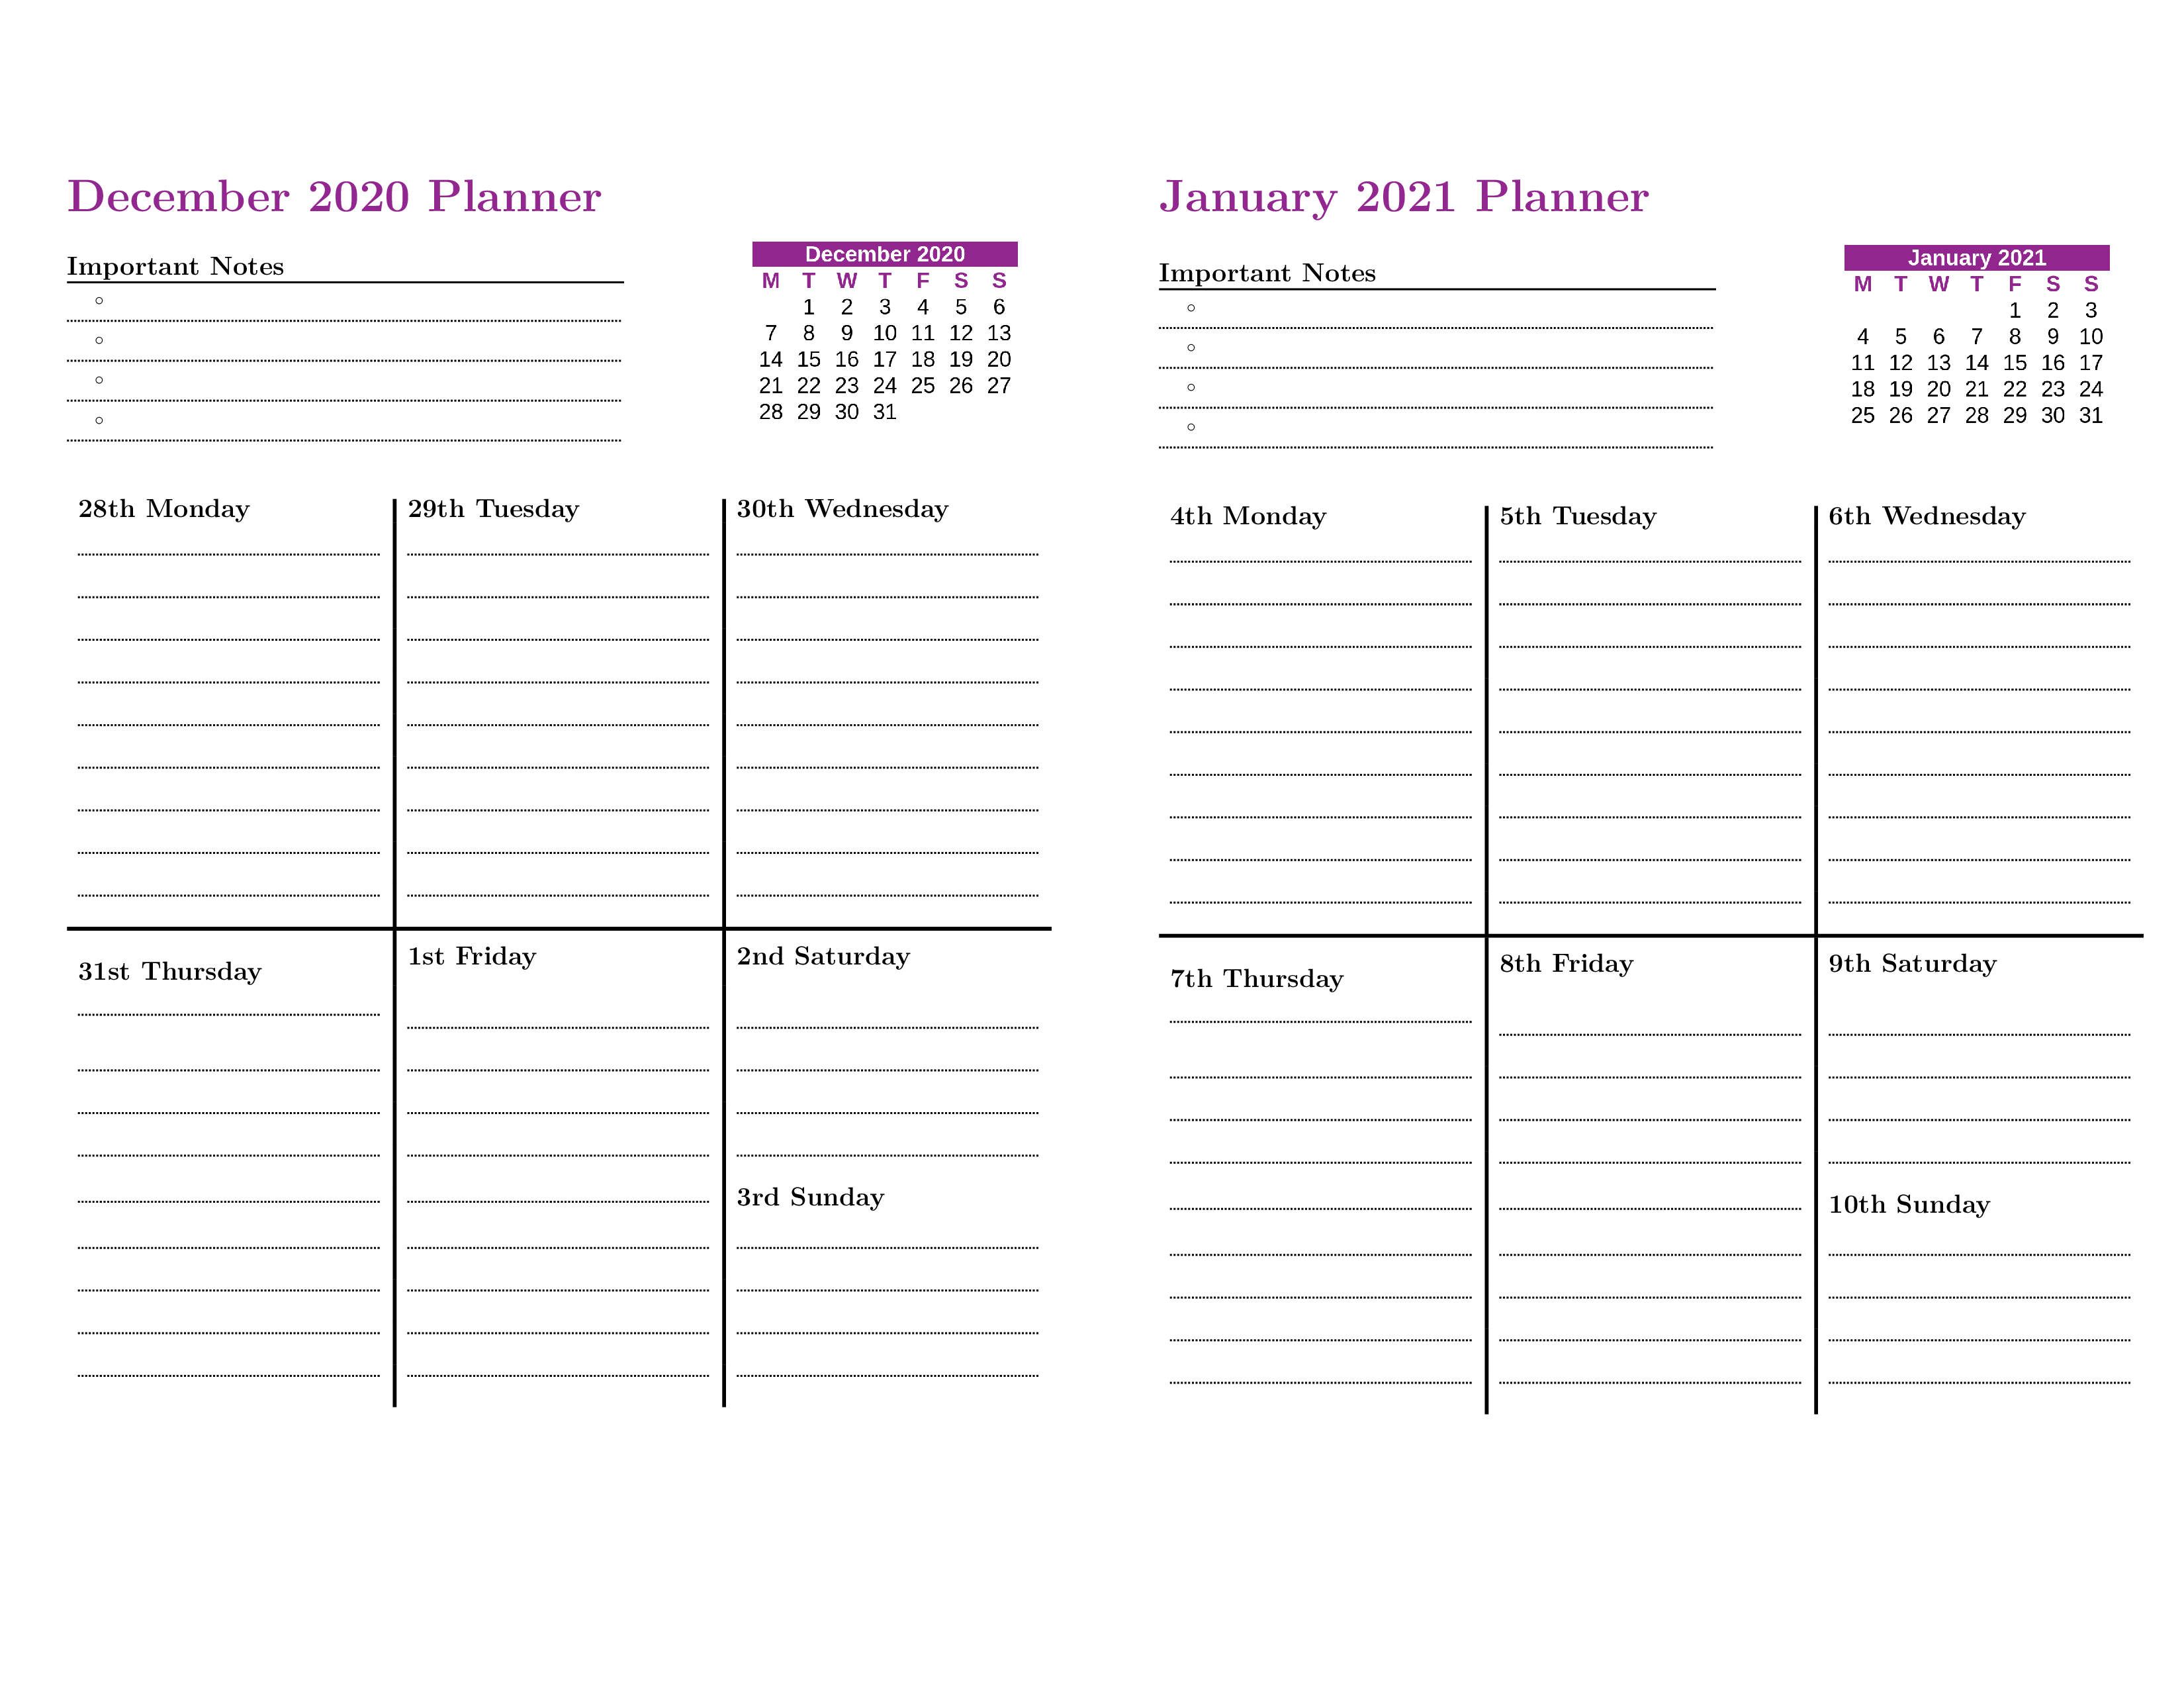 December 2020 Planner
Important Notes
December 2020
M T W T F S S
1 2 3 4 5 6
7 8 9 10 11 12 13
14 15 16 17 18 19 20
21 22 23 24 25 26 27
28 29 30 31
28th Monday
29th Tuesday
30th Wednesday
31st Thursday
1st Friday
2nd Saturday
3rd Sunday
January 2021 Planner
Important Notes
January 2021
M T W T F S S
1 2 3
4 5 6 7 8 9 10
11 12 13 14 15 16 17
18 19 20 21 22 23 24
25 26 27 28 29 30 31
4th Monday
5th Tuesday
6th Wednesday
7th Thursday
8th Friday
9th Saturday
10th Sunday